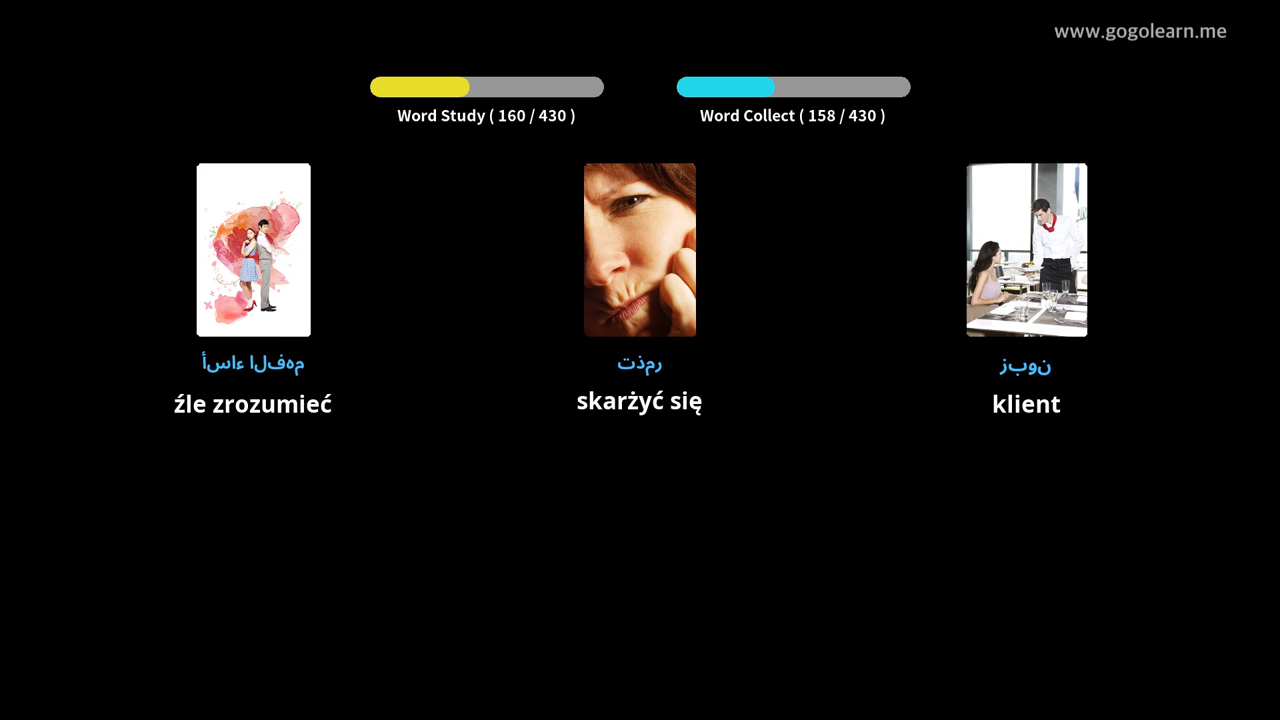 www.gogolearn.me
Word Study ( 160 / 430 )
Word Collect ( 158 / 430 )
أساء الفهم
تذمر
زبون
źle zrozumieć
skarżyć się
klient